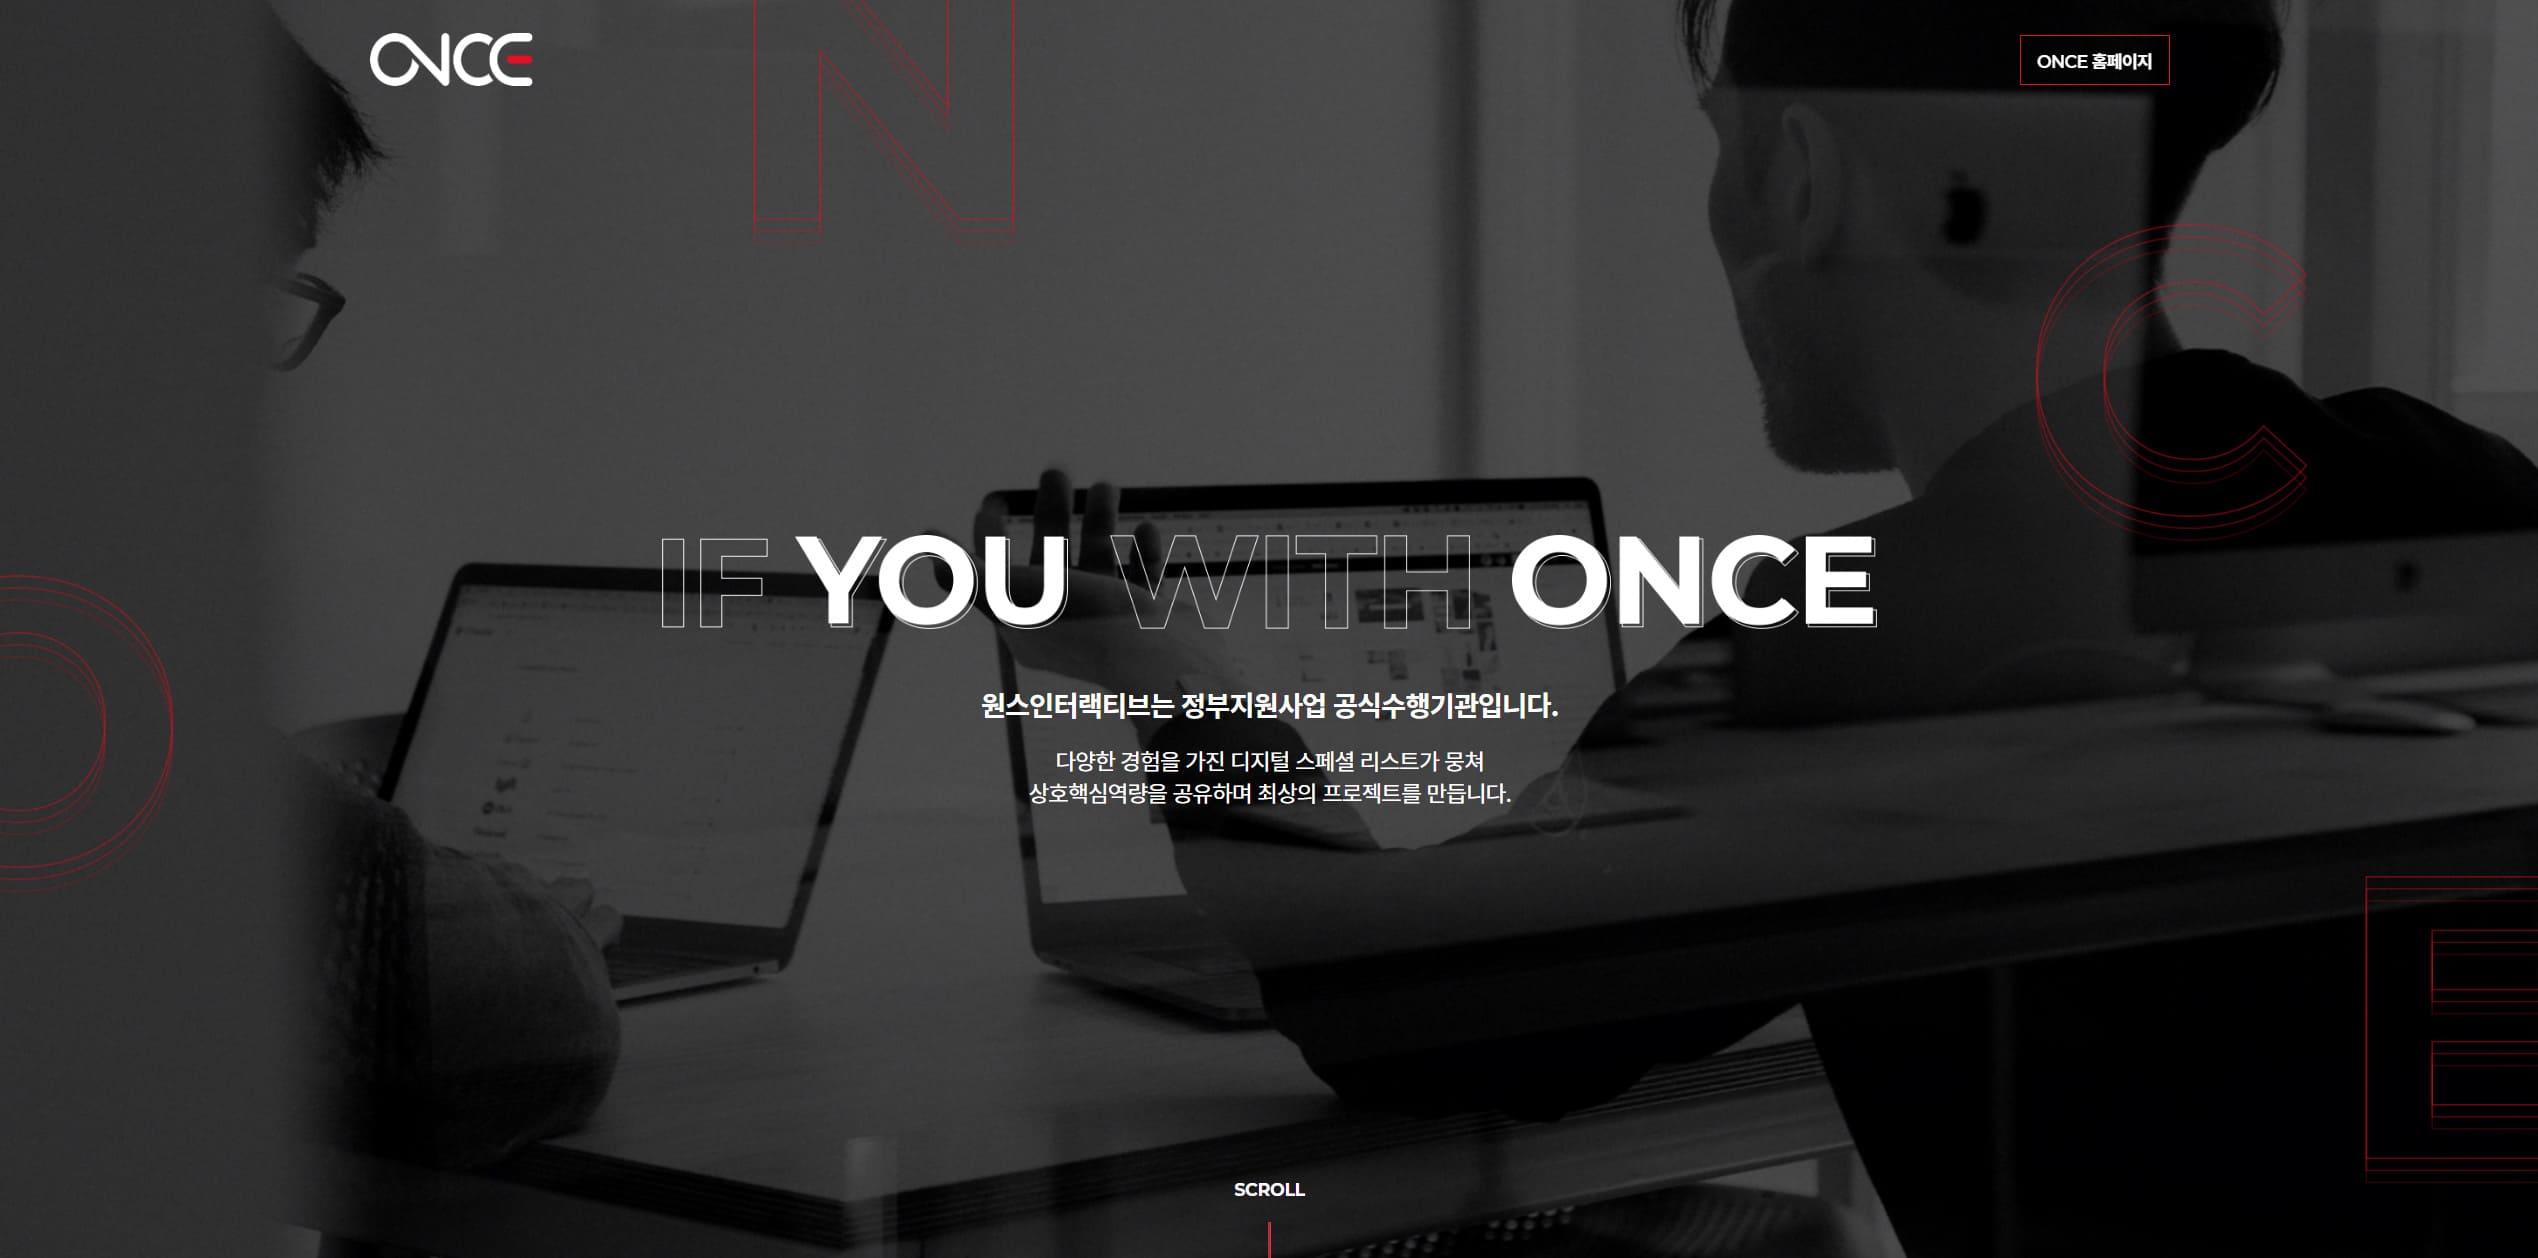 ONCE
ONCE 홈페이지
N
C
IF YOU WITH ONCE
O
원스인터랙티브는 정부지원사업 공식수행기관입니다.
다양한 경험을 가진 디지털 스페셜 리스트가 뭉쳐
상호핵심역량을 공유하며 최상의 프로젝트를 만듭니다.
E
SCROLL